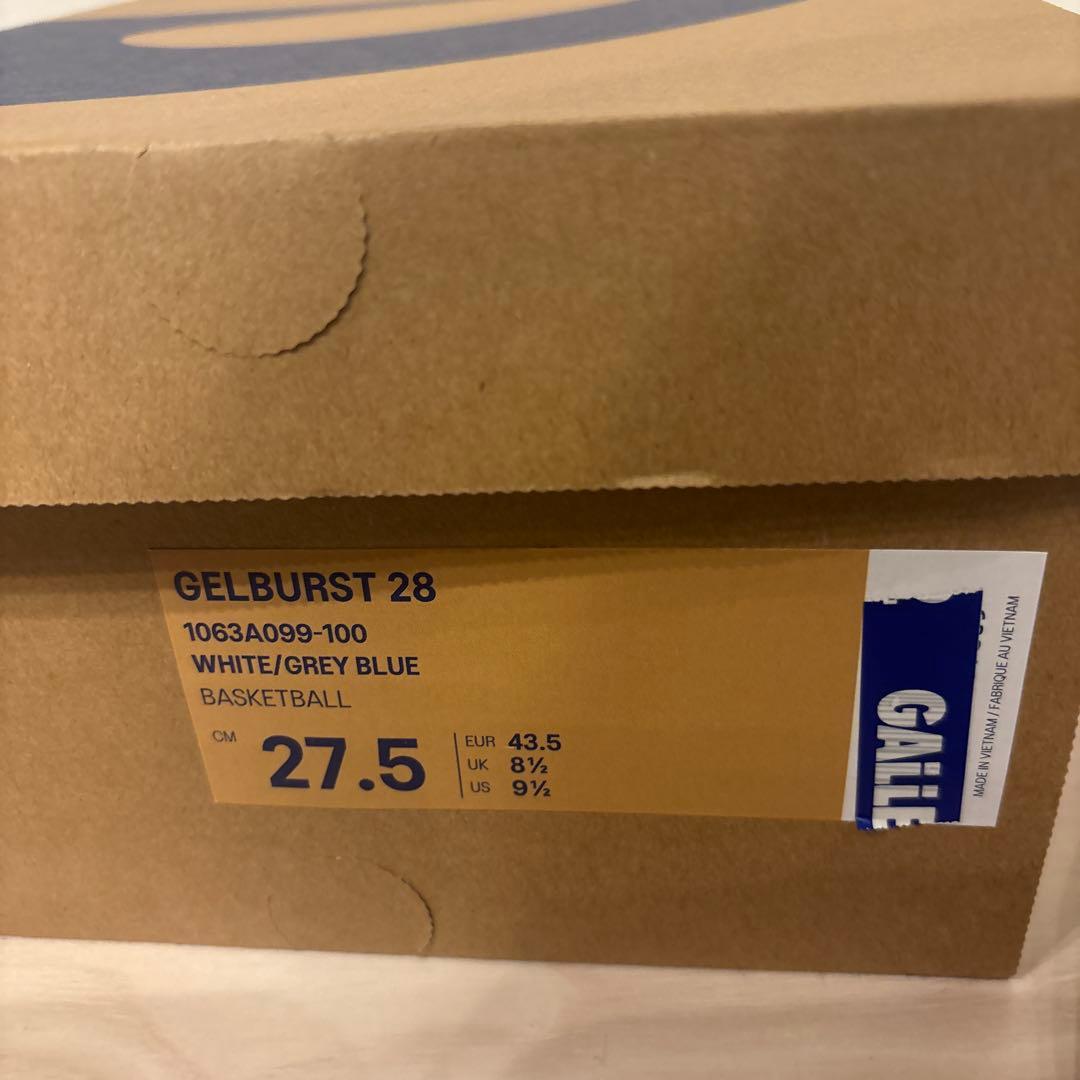 GELBURST 28
1063A099-100
WHITE/GREY BLUE
BASKETBALL
CM 27.5
EUR 43.5
UK 8½
US 9½
MADE IN VIETNAM / FABRIQUE AU VIETNAM